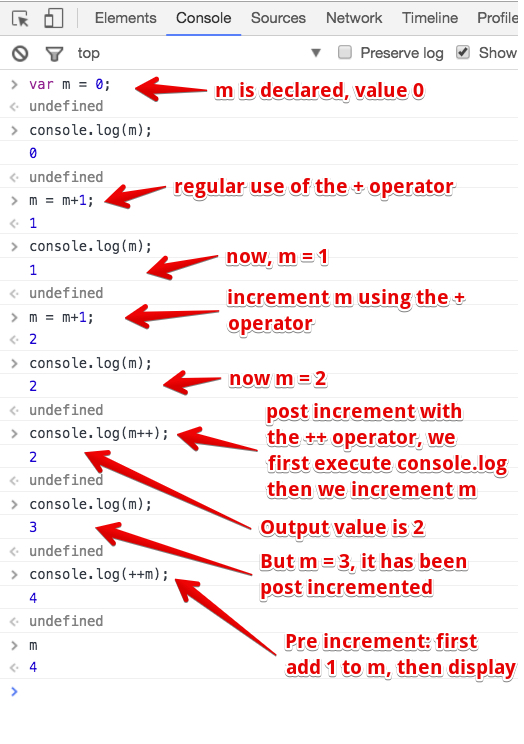 Elements Console Sources Network Timeline Profile
top Preserve log Show
> var m = 0;
m is declared, value 0
undefined
> console.log(m);
0
undefined
regular use of the + operator
> m = m+1;
1
> console.log(m);
now, m = 1
1
undefined
increment m using the +
operator
> m = m+1;
2
> console.log(m);
now m = 2
2
undefined
post increment with
the ++ operator, we
first execute console.log
then we increment m
> console.log(m++);
2
undefined
Output value is 2
> console.log(m);
3
But m = 3, it has been
post incremented
undefined
> console.log(++m);
4
undefined
Pre increment: first
add 1 to m, then display
> m
4
>